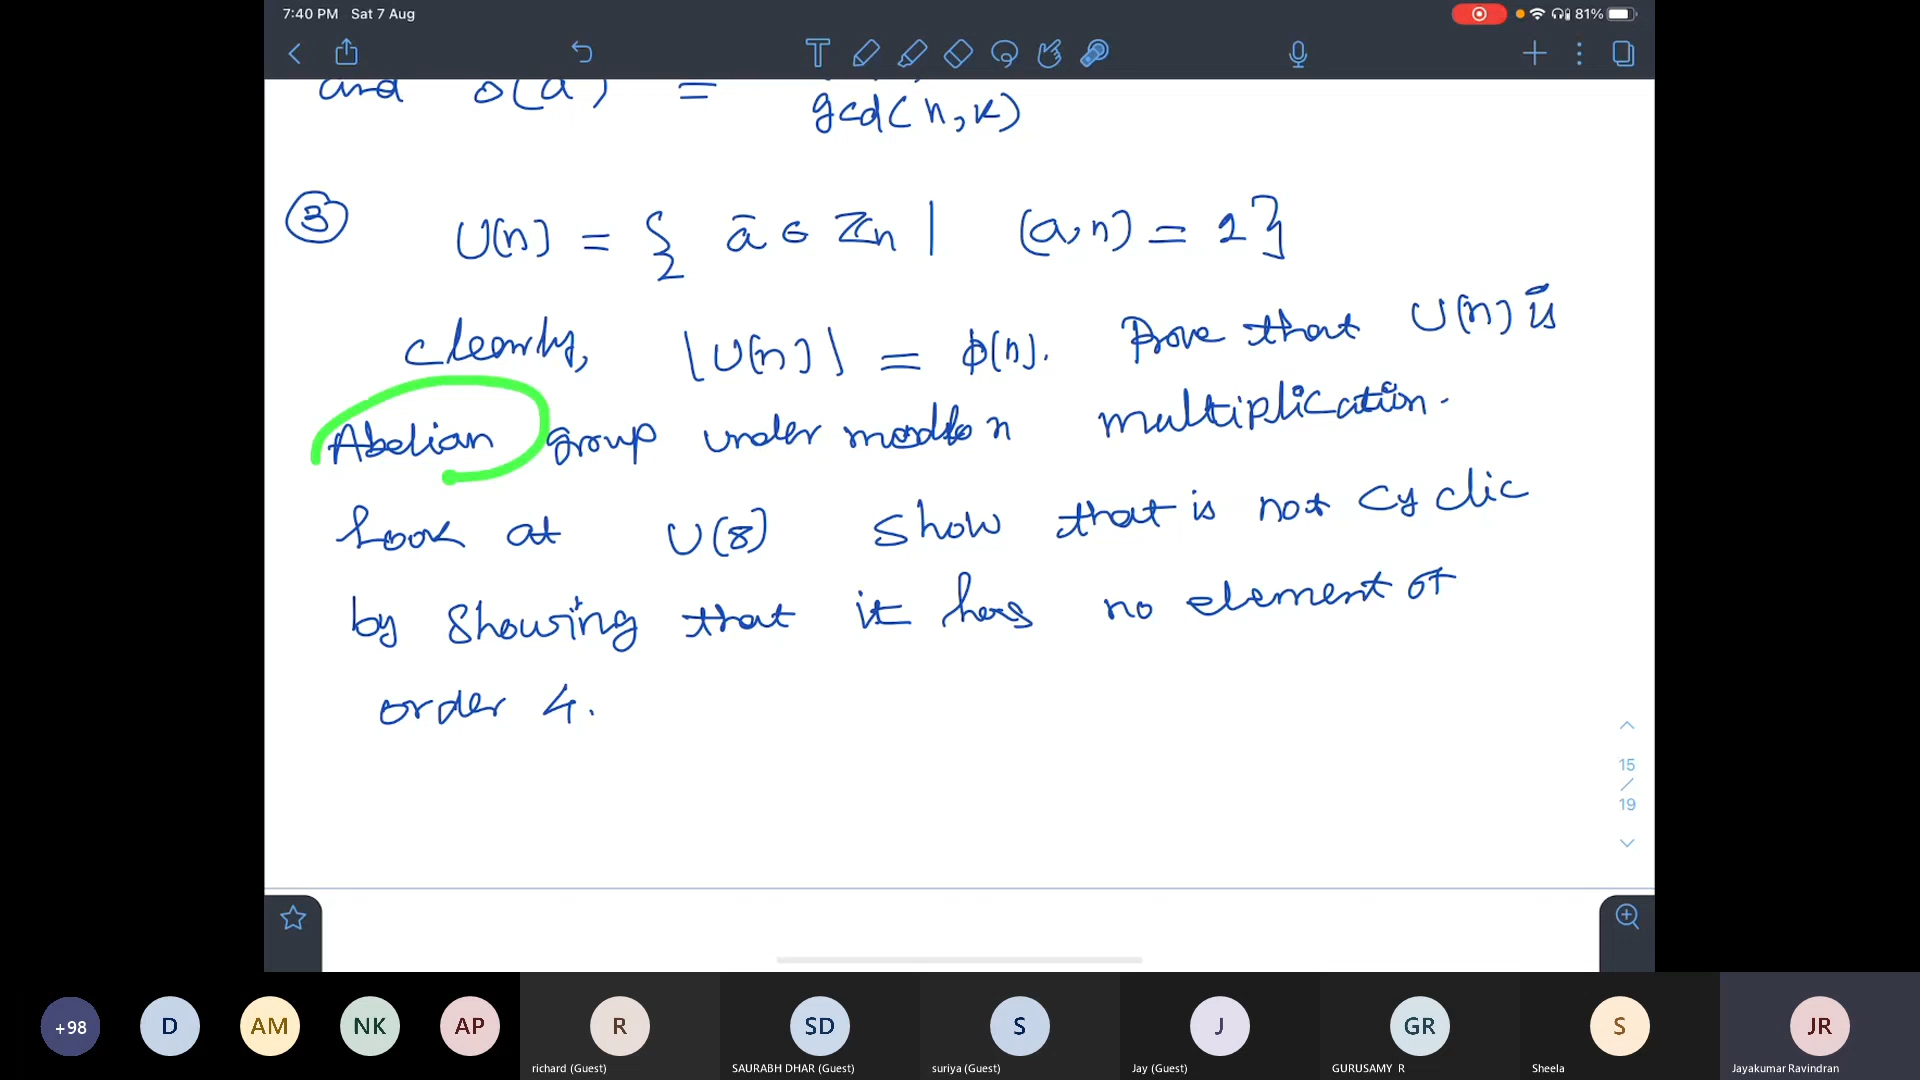 7:40 PM Sat 7 Aug
81%
and o(a) =
gcd(n,k)
3 U(n) = { ā ∈ ℤn | (a,n) = 1 }
Clearly, |U(n)| = φ(n). Prove that U(n) is
Abelian group under modulo n multiplication.
Look at U(8) show that is not cyclic
by showing that it has no element of
order 4.
15
/
19
+98 D AM NK AP R SD S J GR S JR
richard (Guest) SAURABH DHAR (Guest) suriya (Guest) Jay (Guest) GURUSAMY R Sheela Jayakumar Ravindran